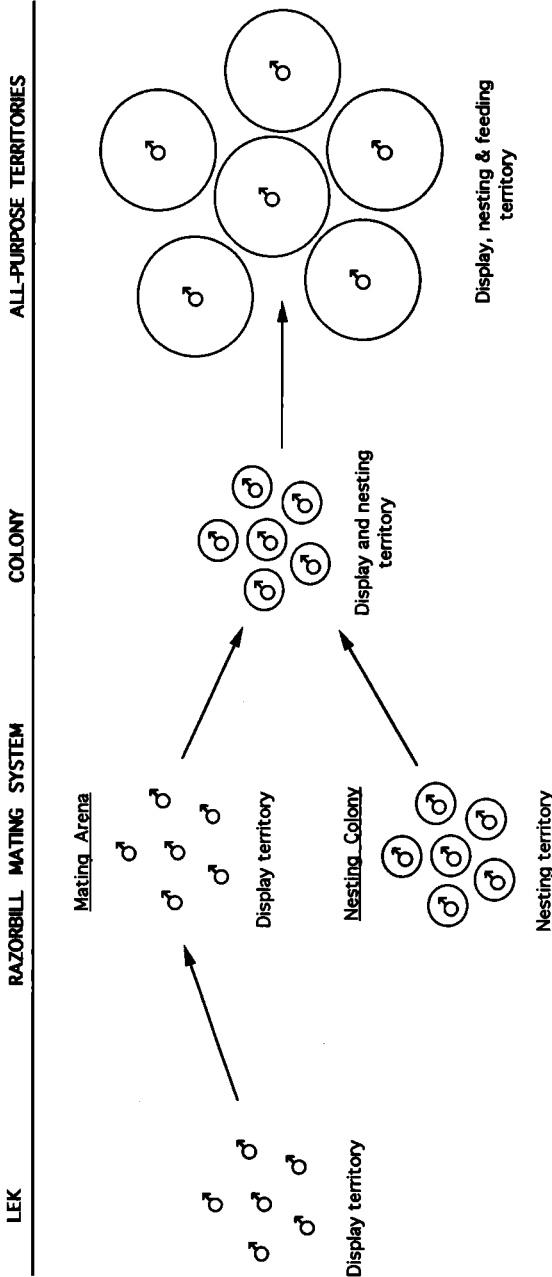 LEK
RAZORBILL MATING SYSTEM
COLONY
ALL-PURPOSE TERRITORIES
Display territory
Mating Arena
Display territory
Nesting Colony
Nesting territory
Display and nesting
territory
Display, nesting & feeding
territory